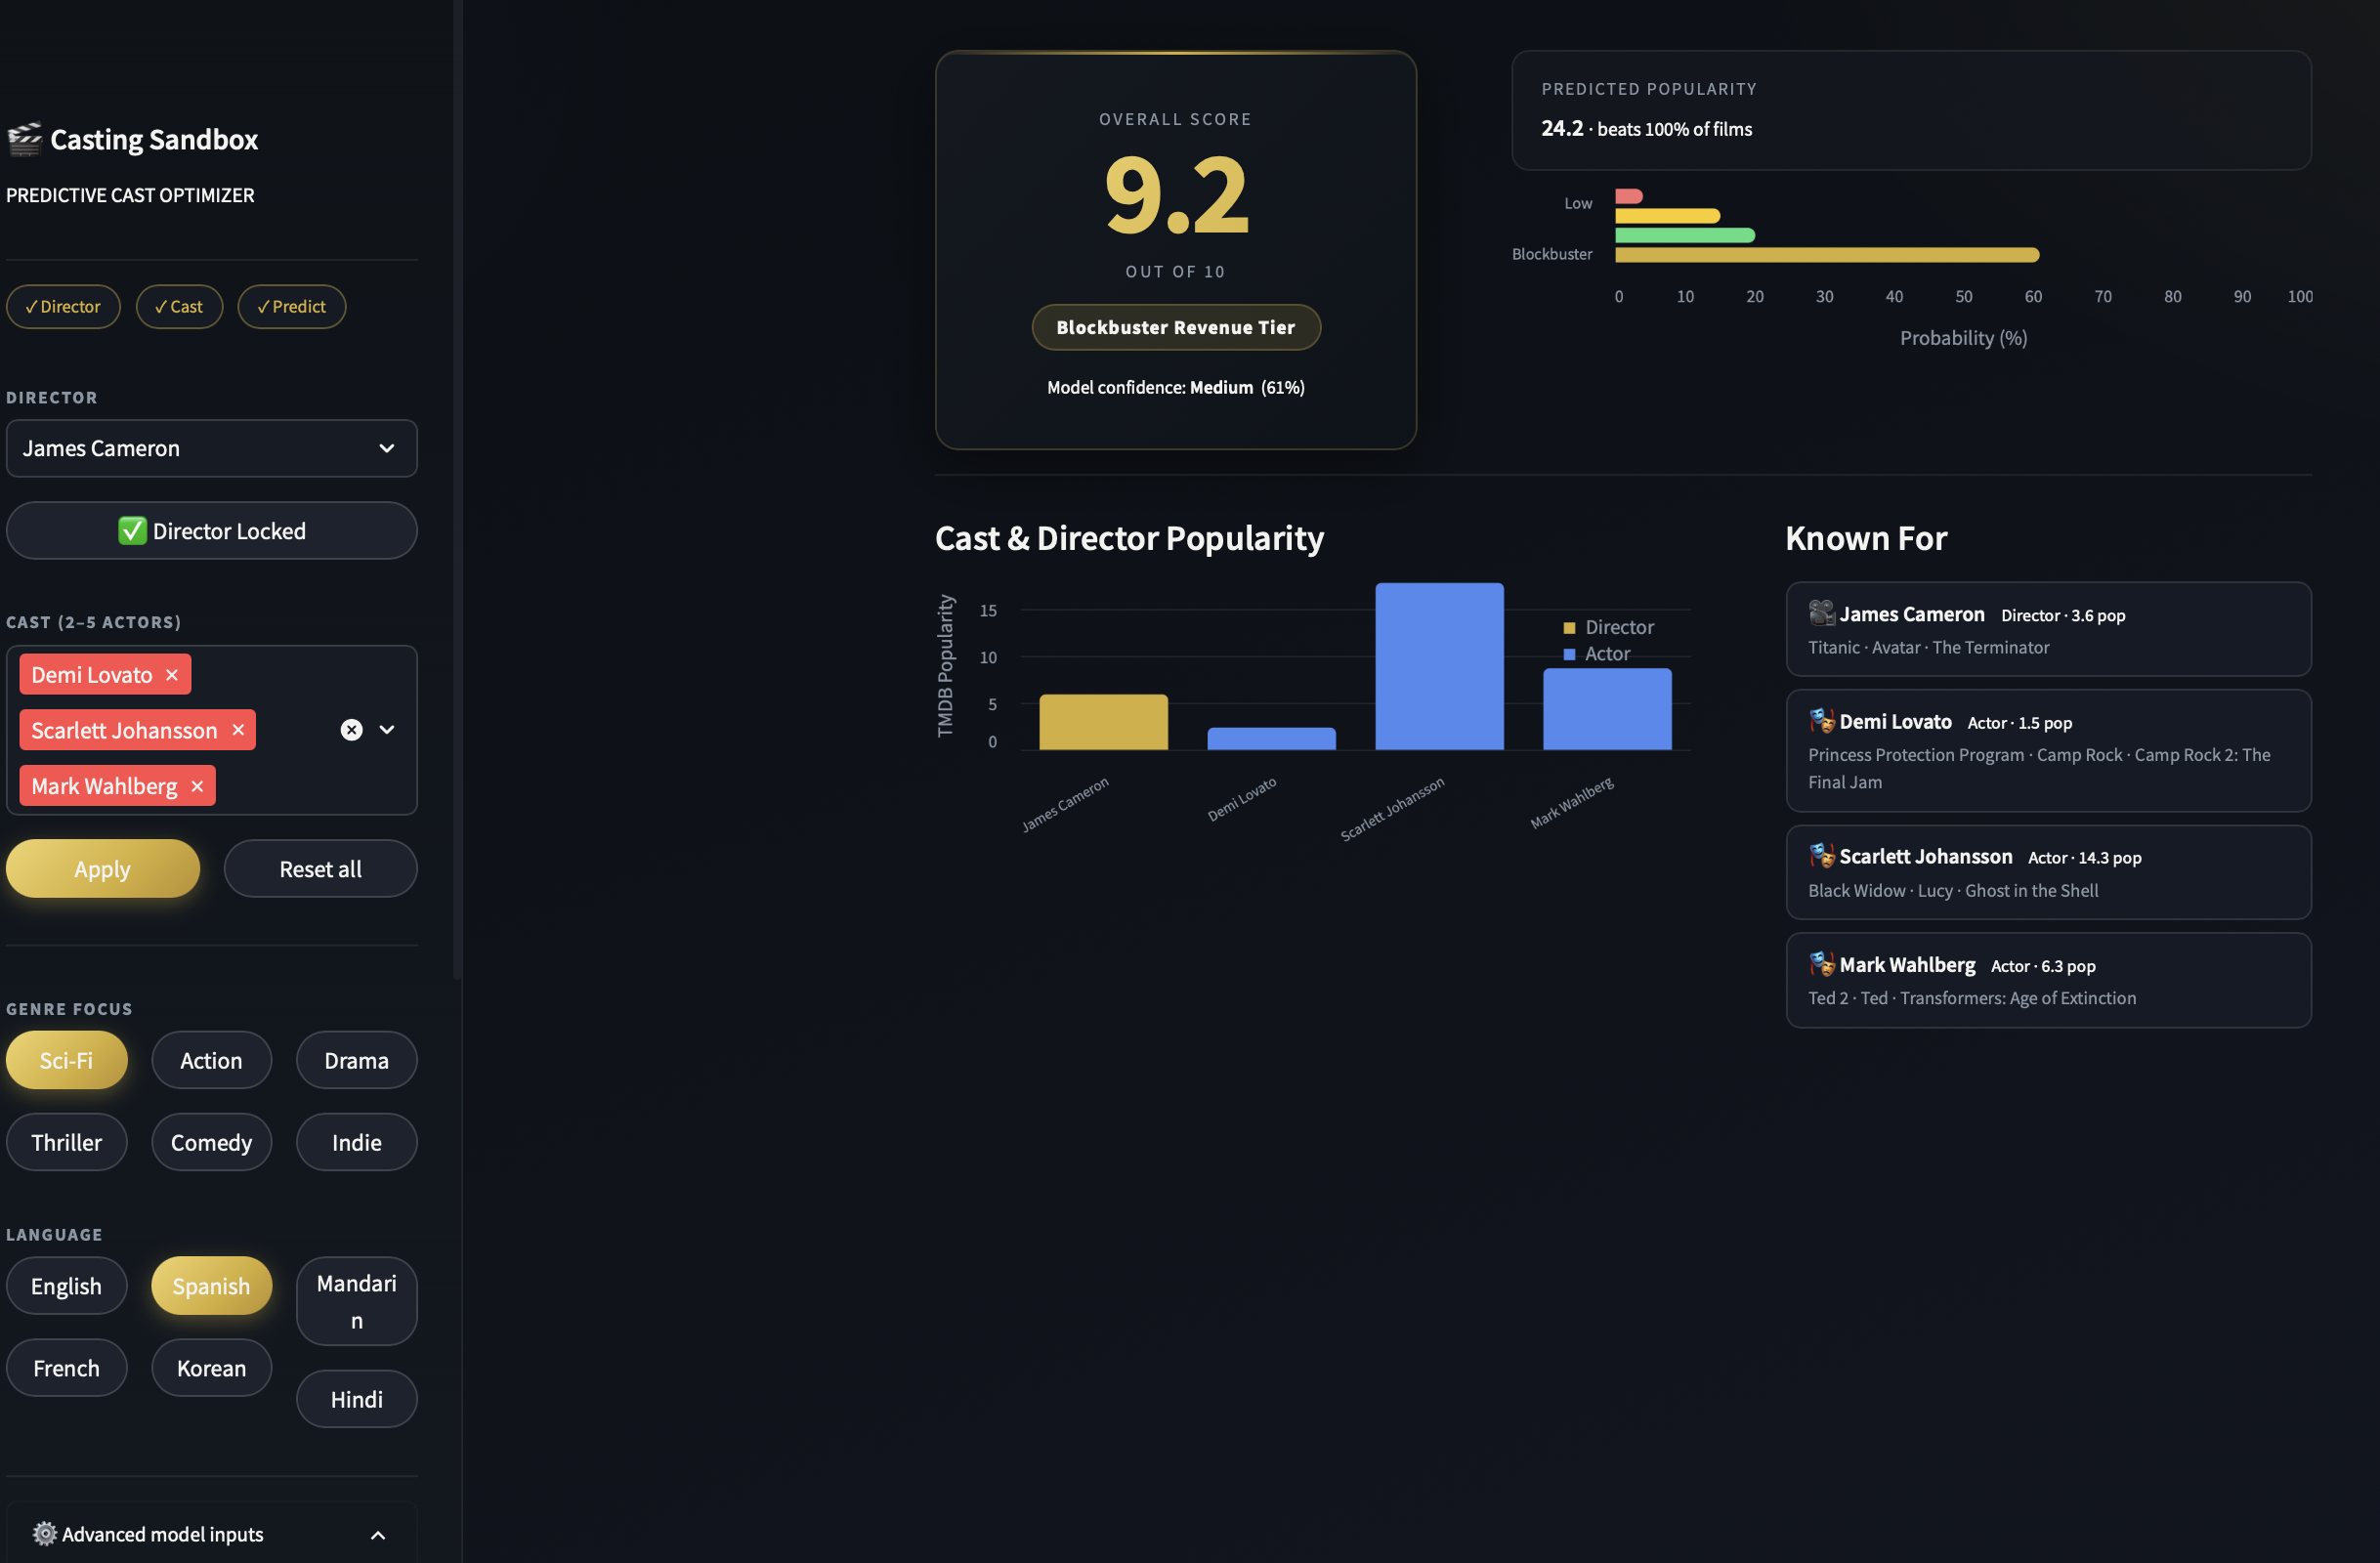 🎬 Casting Sandbox
PREDICTIVE CAST OPTIMIZER
✓ Director
✓ Cast
✓ Predict
DIRECTOR
James Cameron
✅ Director Locked
CAST (2–5 ACTORS)
Demi Lovato ×
Scarlett Johansson ×
Mark Wahlberg ×
Apply
Reset all
GENRE FOCUS
Sci-Fi
Action
Drama
Thriller
Comedy
Indie
LANGUAGE
English
Spanish
Mandari
n
French
Korean
Hindi
⚙️ Advanced model inputs
OVERALL SCORE
9.2
OUT OF 10
Blockbuster Revenue Tier
Model confidence: Medium (61%)
PREDICTED POPULARITY
24.2 · beats 100% of films
Low
Blockbuster
0 10 20 30 40 50 60 70 80 90 100
Probability (%)
Cast & Director Popularity
TMDB Popularity
15
10
5
0
Director
Actor
James Cameron
Demi Lovato
Scarlett Johansson
Mark Wahlberg
Known For
🎥 James Cameron Director · 3.6 pop
Titanic · Avatar · The Terminator
🎭 Demi Lovato Actor · 1.5 pop
Princess Protection Program · Camp Rock · Camp Rock 2: The
Final Jam
🎭 Scarlett Johansson Actor · 14.3 pop
Black Widow · Lucy · Ghost in the Shell
🎭 Mark Wahlberg Actor · 6.3 pop
Ted 2 · Ted · Transformers: Age of Extinction